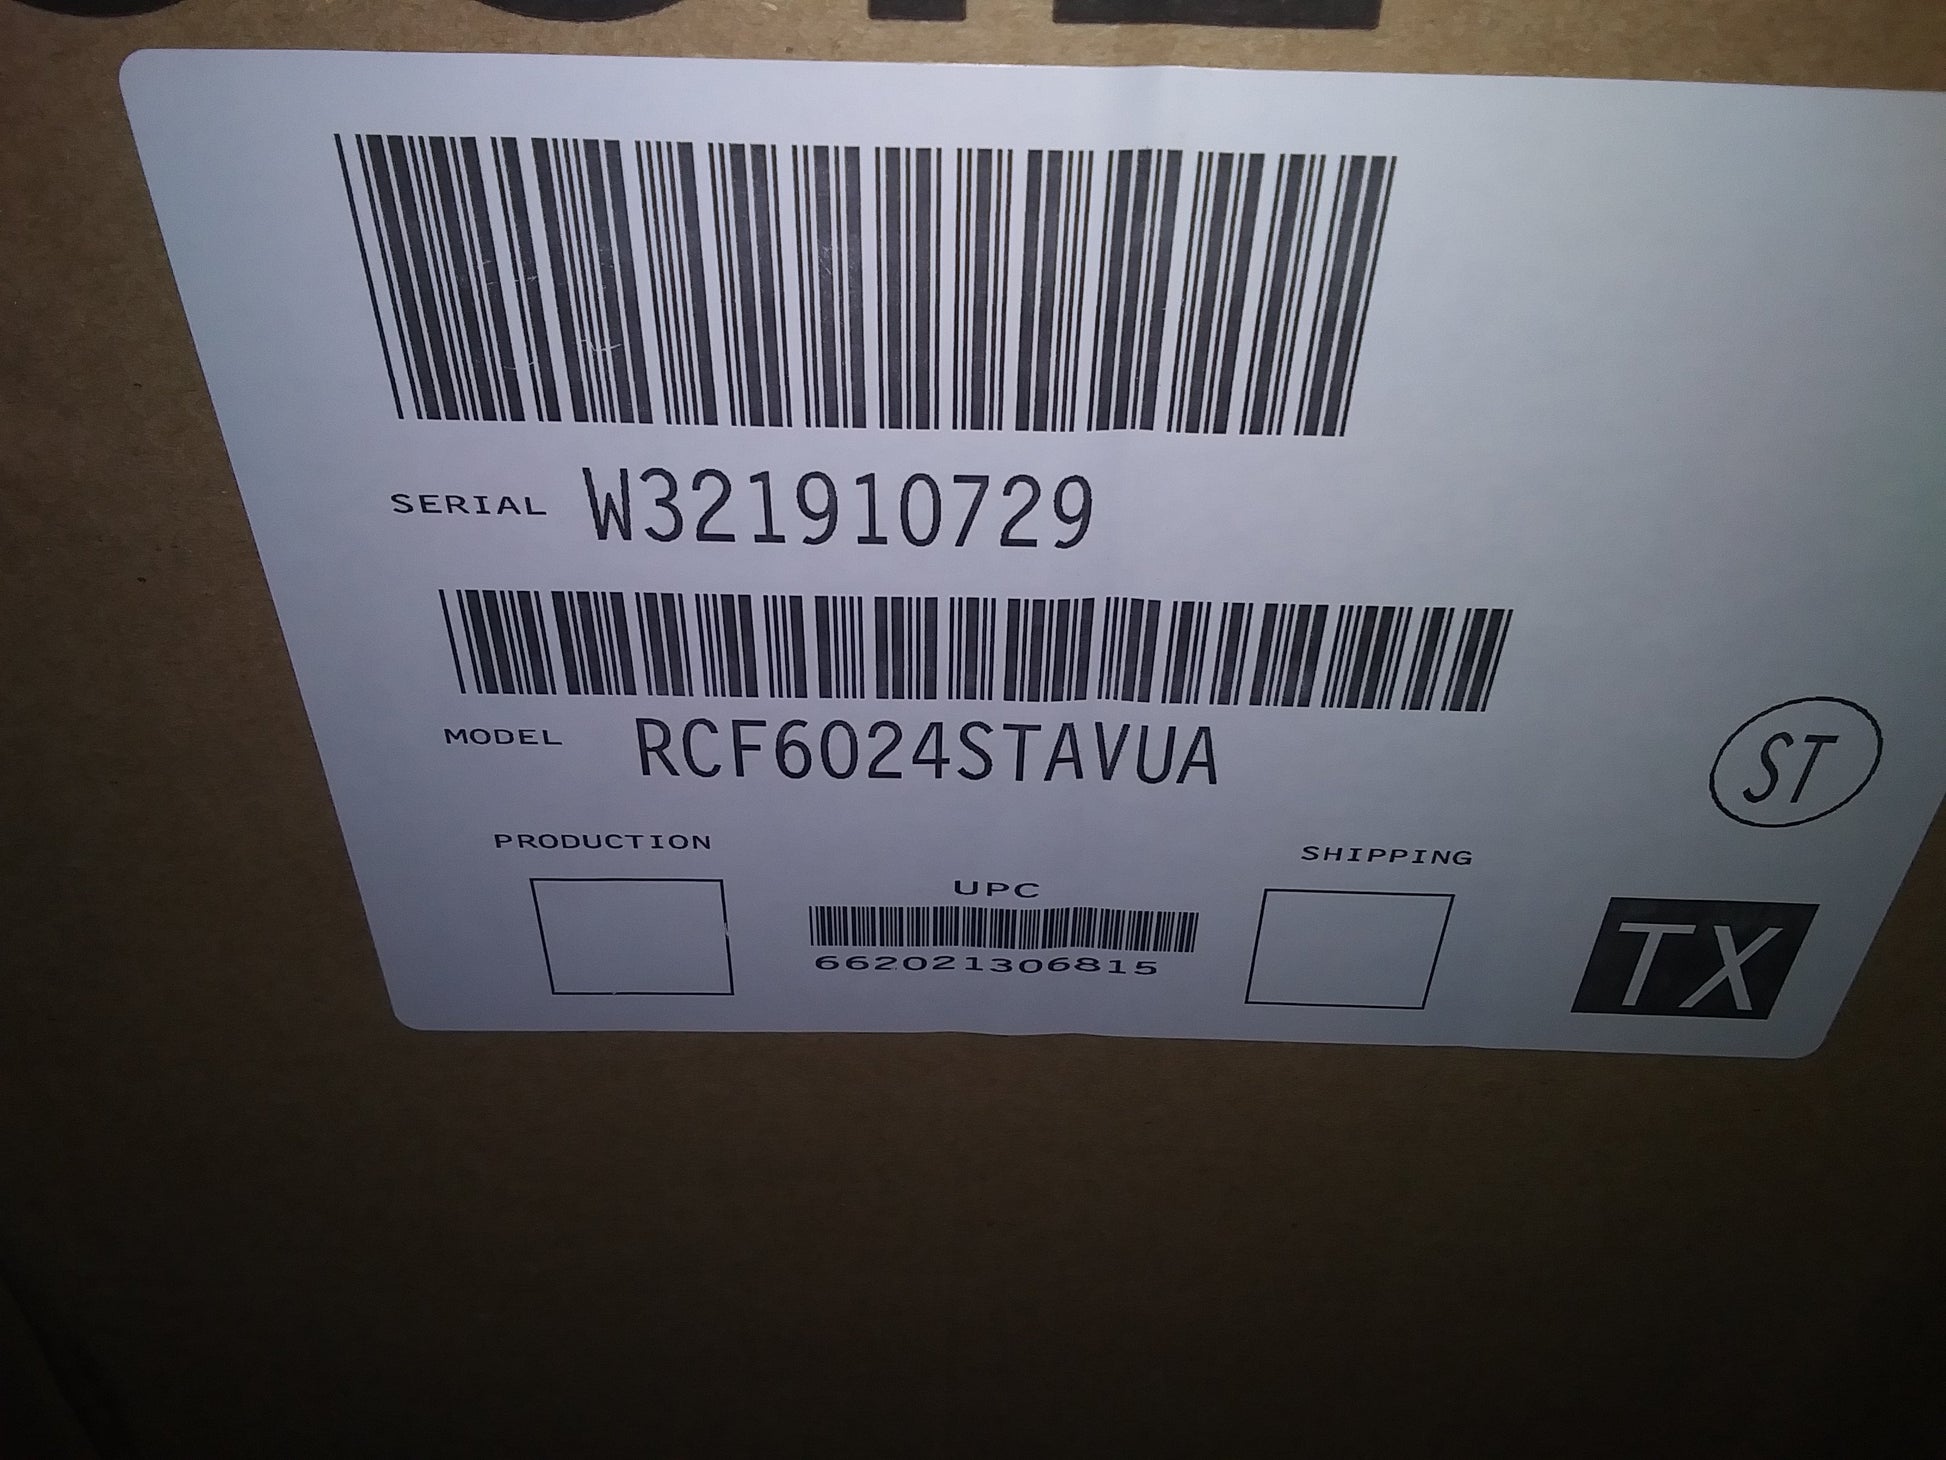 SERIAL W321910729
MODEL RCF6024STAVUA
ST
PRODUCTION
SHIPPING
UPC
662021306815
TX